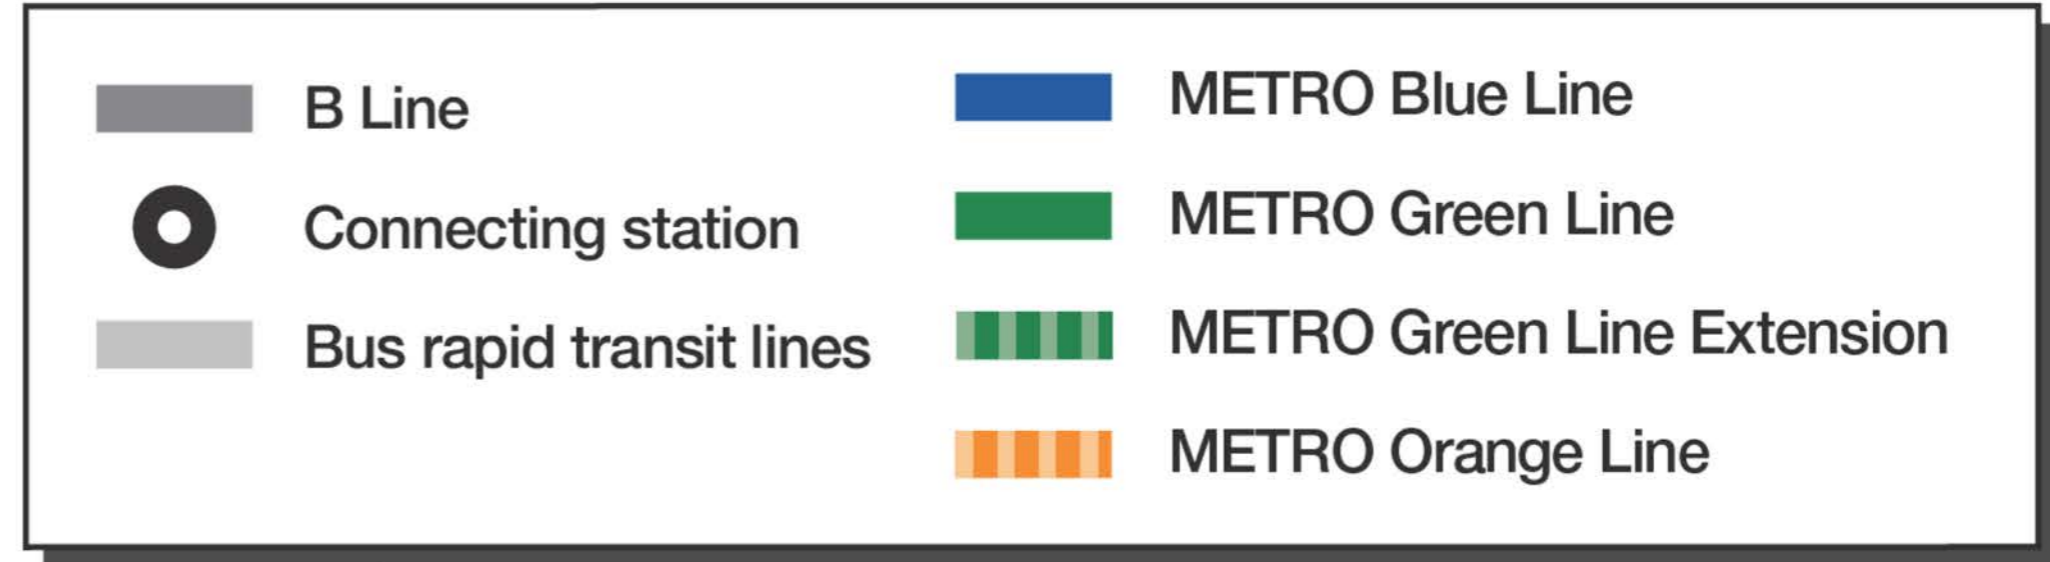 B Line
Connecting station
Bus rapid transit lines
METRO Blue Line
METRO Green Line
METRO Green Line Extension
METRO Orange Line